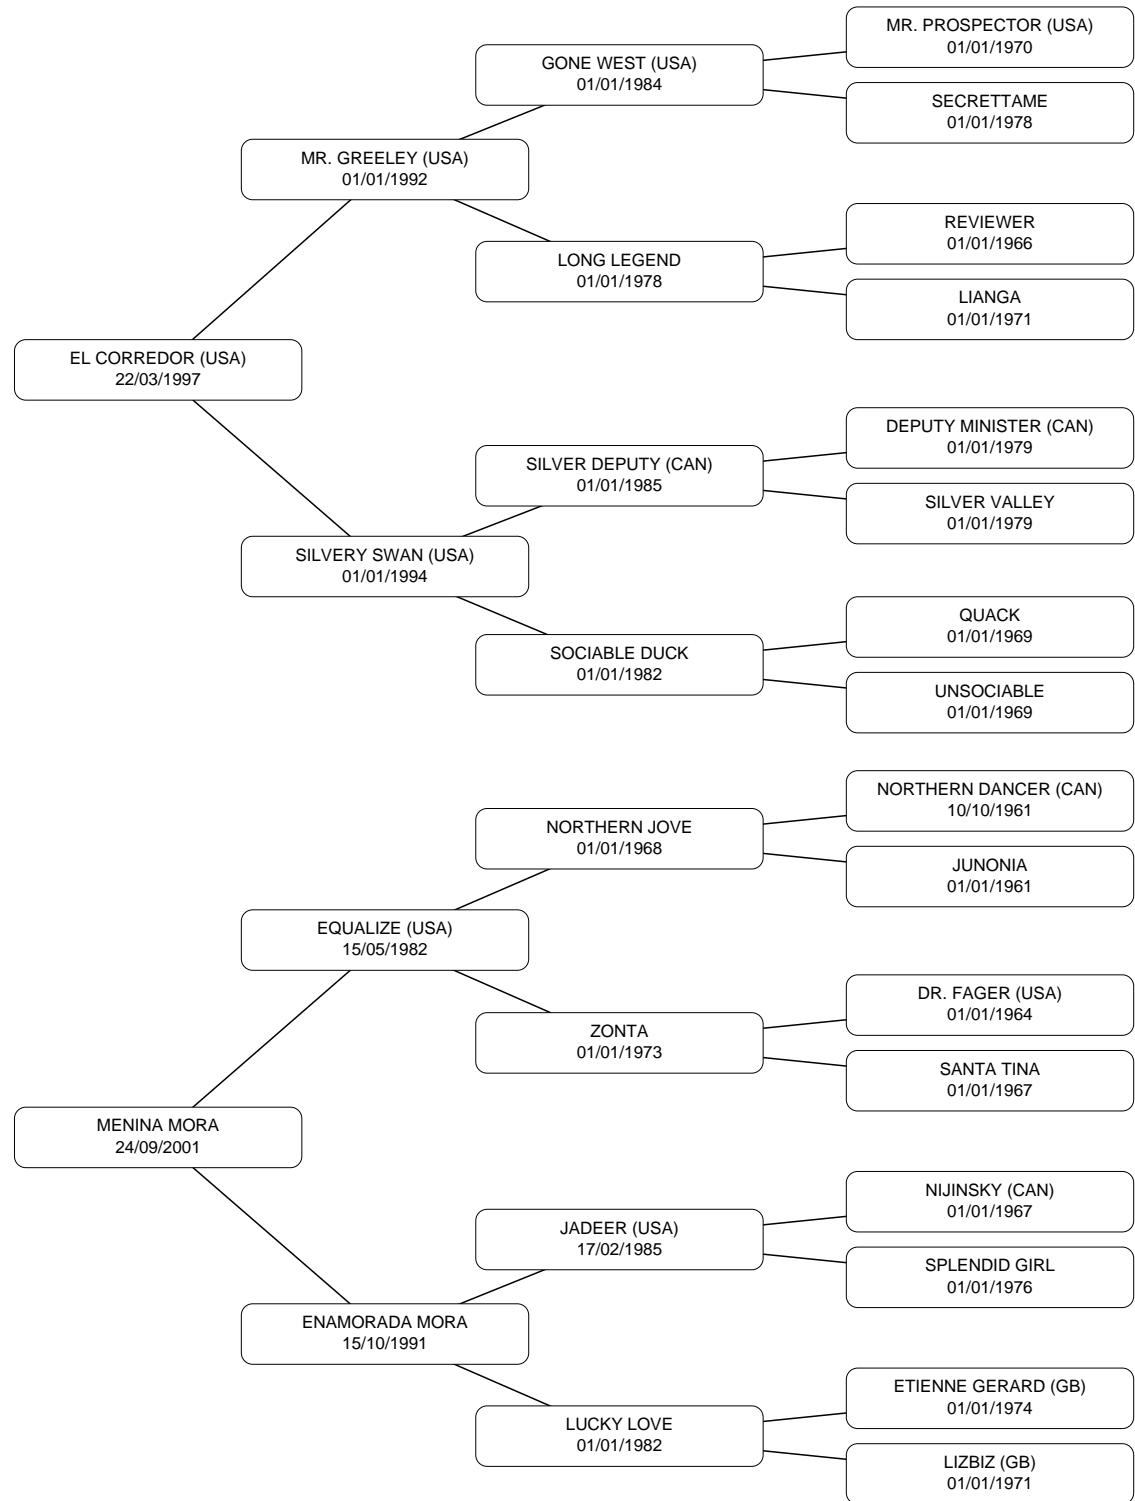 MR. PROSPECTOR (USA)
01/01/1970
GONE WEST (USA)
01/01/1984
SECRETTAME
01/01/1978
MR. GREELEY (USA)
01/01/1992
REVIEWER
01/01/1966
LONG LEGEND
01/01/1978
LIANGA
01/01/1971
EL CORREDOR (USA)
22/03/1997
DEPUTY MINISTER (CAN)
01/01/1979
SILVER DEPUTY (CAN)
01/01/1985
SILVER VALLEY
01/01/1979
SILVERY SWAN (USA)
01/01/1994
QUACK
01/01/1969
SOCIABLE DUCK
01/01/1982
UNSOCIABLE
01/01/1969
NORTHERN DANCER (CAN)
10/10/1961
NORTHERN JOVE
01/01/1968
JUNONIA
01/01/1961
EQUALIZE (USA)
15/05/1982
DR. FAGER (USA)
01/01/1964
ZONTA
01/01/1973
SANTA TINA
01/01/1967
MENINA MORA
24/09/2001
NIJINSKY (CAN)
01/01/1967
JADEER (USA)
17/02/1985
SPLENDID GIRL
01/01/1976
ENAMORADA MORA
15/10/1991
ETIENNE GERARD (GB)
01/01/1974
LUCKY LOVE
01/01/1982
LIZBIZ (GB)
01/01/1971